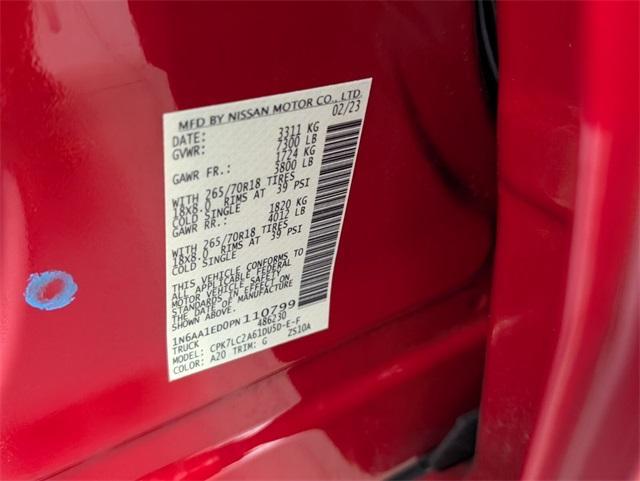 MFD BY NISSAN MOTOR CO., LTD.
DATE: 02/23
GVWR: 3311 KG
7300 LB
GAWR FR.: 1724 KG
3800 LB
WITH 265/70R18 TIRES
18X8.0 RIMS AT 39 PSI
COLD SINGLE
GAWR RR.: 1820 KG
4012 LB
WITH 265/70R18 TIRES
18X8.0 RIMS AT 39 PSI
COLD SINGLE
THIS VEHICLE CONFORMS TO
ALL APPLICABLE FEDERAL
MOTOR VEHICLE SAFETY
STANDARDS IN EFFECT ON
THE DATE OF MANUFACTURE
SHOWN ABOVE.
1N6AA1ED0PN110799
TRUCK 486230
MODEL: CPK7LC2A61DU5D-E-F
COLOR: A20 TRIM: G ZS10A